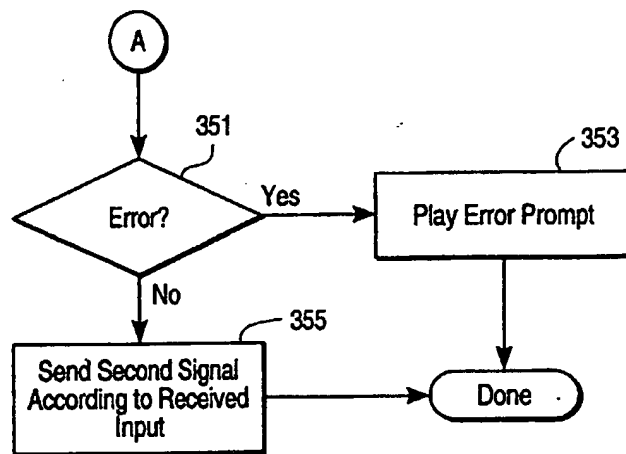 A
351
Error?
Yes
353
Play Error Prompt
No
355
Send Second Signal
According to Received
Input
Done